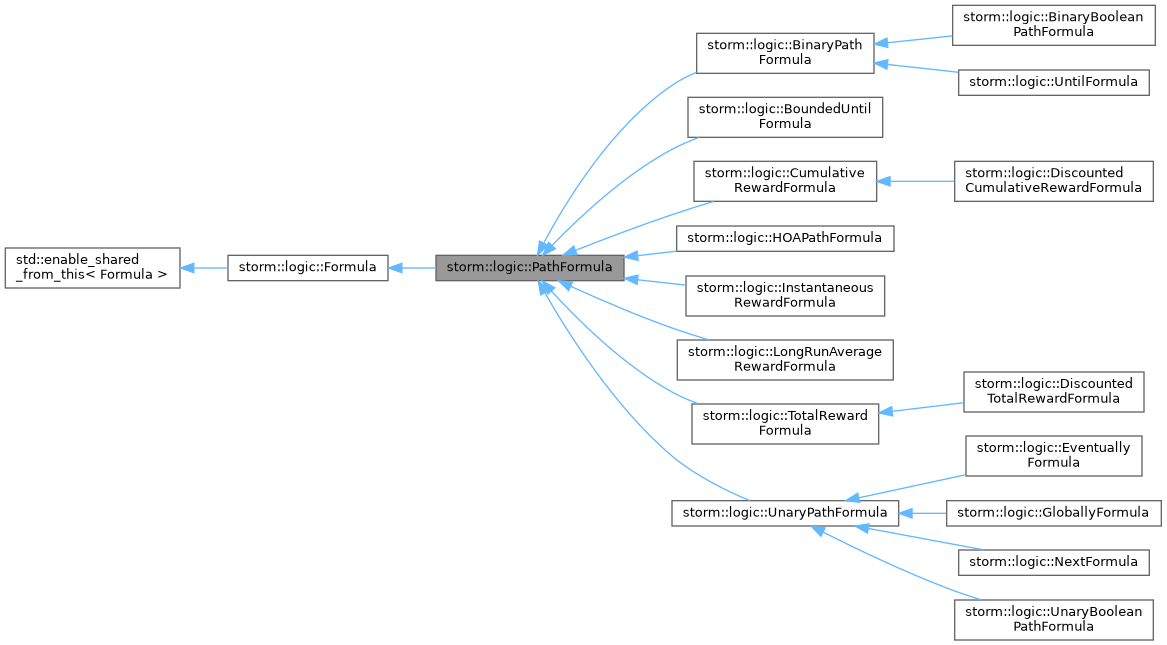 std::enable_shared
_from_this< Formula >
storm::logic::Formula
storm::logic::PathFormula
storm::logic::BinaryPath
Formula
storm::logic::BoundedUntil
Formula
storm::logic::Cumulative
RewardFormula
storm::logic::HOAPathFormula
storm::logic::Instantaneous
RewardFormula
storm::logic::LongRunAverage
RewardFormula
storm::logic::TotalReward
Formula
storm::logic::UnaryPathFormula
storm::logic::BinaryBoolean
PathFormula
storm::logic::UntilFormula
storm::logic::Discounted
CumulativeRewardFormula
storm::logic::Discounted
TotalRewardFormula
storm::logic::Eventually
Formula
storm::logic::GloballyFormula
storm::logic::NextFormula
storm::logic::UnaryBoolean
PathFormula